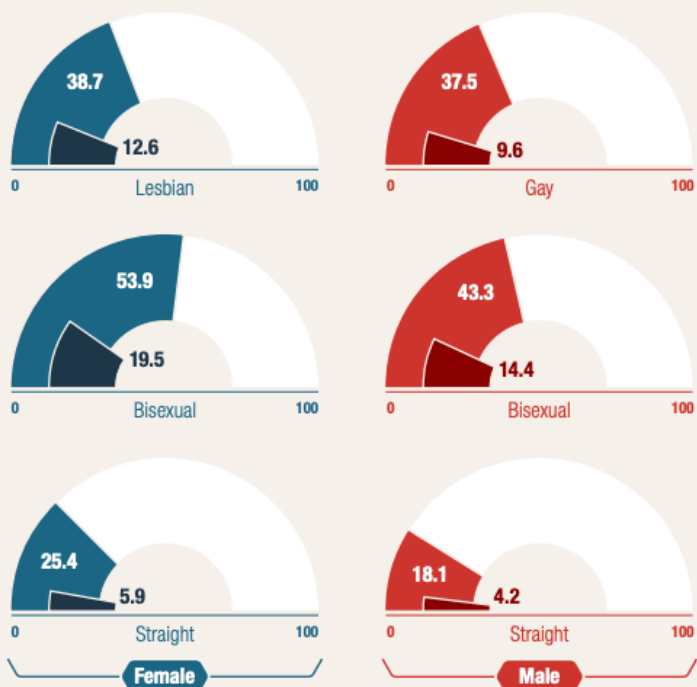 38.7
12.6
0 Lesbian 100
37.5
9.6
0 Gay 100
53.9
19.5
0 Bisexual 100
43.3
14.4
0 Bisexual 100
25.4
5.9
0 Straight 100
18.1
4.2
0 Straight 100
Female
Male